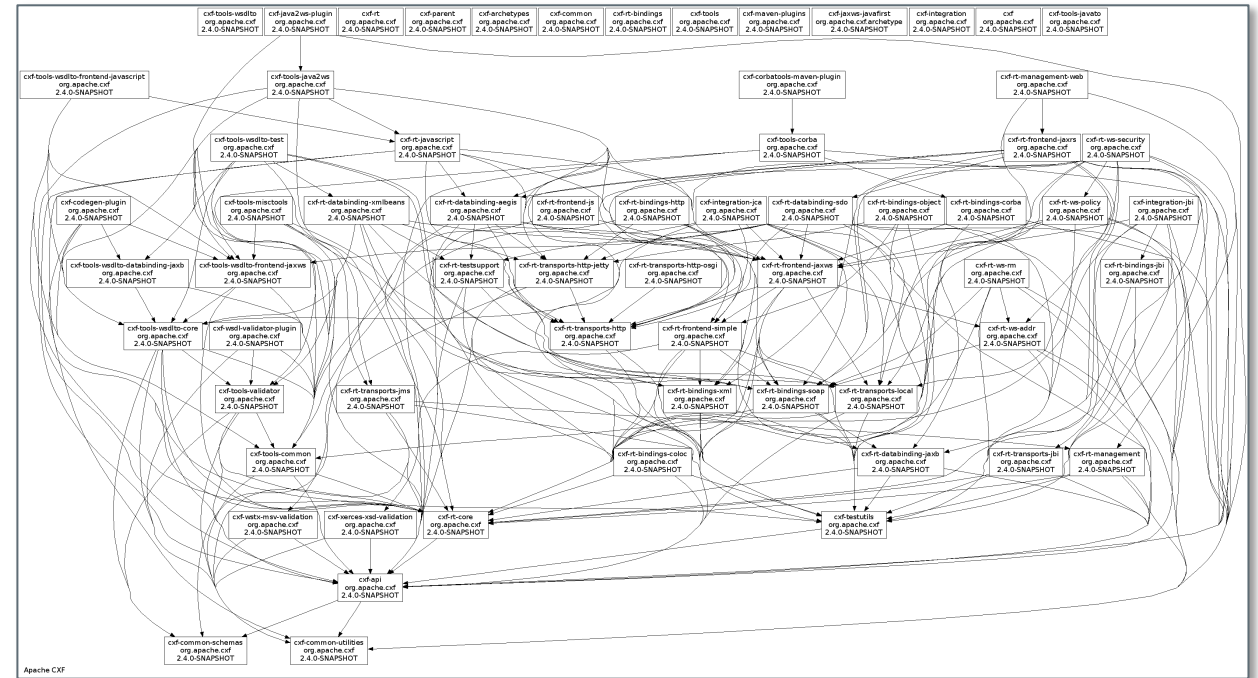 cxf-tools-wsdlto
org.apache.cxf
2.4.0-SNAPSHOT
cxf-java2ws-plugin
org.apache.cxf
2.4.0-SNAPSHOT
cxf-rt
org.apache.cxf
2.4.0-SNAPSHOT
cxf-parent
org.apache.cxf
2.4.0-SNAPSHOT
cxf-archetypes
org.apache.cxf
2.4.0-SNAPSHOT
cxf-common
org.apache.cxf
2.4.0-SNAPSHOT
cxf-rt-bindings
org.apache.cxf
2.4.0-SNAPSHOT
cxf-tools
org.apache.cxf
2.4.0-SNAPSHOT
cxf-maven-plugins
org.apache.cxf
2.4.0-SNAPSHOT
cxf-jaxws-javafirst
org.apache.cxf.archetype
2.4.0-SNAPSHOT
cxf-integration
org.apache.cxf
2.4.0-SNAPSHOT
cxf
org.apache.cxf
2.4.0-SNAPSHOT
cxf-tools-javato
org.apache.cxf
2.4.0-SNAPSHOT
cxf-tools-wsdlto-frontend-javascript
org.apache.cxf
2.4.0-SNAPSHOT
cxf-tools-java2ws
org.apache.cxf
2.4.0-SNAPSHOT
cxf-corbatools-maven-plugin
org.apache.cxf
2.4.0-SNAPSHOT
cxf-rt-management-web
org.apache.cxf
2.4.0-SNAPSHOT
cxf-tools-wsdlto-test
org.apache.cxf
2.4.0-SNAPSHOT
cxf-rt-javascript
org.apache.cxf
2.4.0-SNAPSHOT
cxf-tools-corba
org.apache.cxf
2.4.0-SNAPSHOT
cxf-rt-frontend-jaxrs
org.apache.cxf
2.4.0-SNAPSHOT
cxf-rt-ws-security
org.apache.cxf
2.4.0-SNAPSHOT
cxf-codegen-plugin
org.apache.cxf
2.4.0-SNAPSHOT
cxf-tools-misctools
org.apache.cxf
2.4.0-SNAPSHOT
cxf-rt-databinding-xmlbeans
org.apache.cxf
2.4.0-SNAPSHOT
cxf-rt-databinding-aegis
org.apache.cxf
2.4.0-SNAPSHOT
cxf-rt-frontend-js
org.apache.cxf
2.4.0-SNAPSHOT
cxf-rt-bindings-http
org.apache.cxf
2.4.0-SNAPSHOT
cxf-integration-jca
org.apache.cxf
2.4.0-SNAPSHOT
cxf-rt-databinding-sdo
org.apache.cxf
2.4.0-SNAPSHOT
cxf-rt-bindings-object
org.apache.cxf
2.4.0-SNAPSHOT
cxf-rt-bindings-corba
org.apache.cxf
2.4.0-SNAPSHOT
cxf-rt-ws-policy
org.apache.cxf
2.4.0-SNAPSHOT
cxf-integration-jbi
org.apache.cxf
2.4.0-SNAPSHOT
cxf-tools-wsdlto-databinding-jaxb
org.apache.cxf
2.4.0-SNAPSHOT
cxf-tools-wsdlto-frontend-jaxws
org.apache.cxf
2.4.0-SNAPSHOT
cxf-rt-testsupport
org.apache.cxf
2.4.0-SNAPSHOT
cxf-rt-transports-http-jetty
org.apache.cxf
2.4.0-SNAPSHOT
cxf-rt-transports-http-osgi
org.apache.cxf
2.4.0-SNAPSHOT
cxf-rt-frontend-jaxws
org.apache.cxf
2.4.0-SNAPSHOT
cxf-rt-ws-rm
org.apache.cxf
2.4.0-SNAPSHOT
cxf-rt-bindings-jbi
org.apache.cxf
2.4.0-SNAPSHOT
cxf-tools-wsdlto-core
org.apache.cxf
2.4.0-SNAPSHOT
cxf-wsdl-validator-plugin
org.apache.cxf
2.4.0-SNAPSHOT
cxf-rt-transports-http
org.apache.cxf
2.4.0-SNAPSHOT
cxf-rt-frontend-simple
org.apache.cxf
2.4.0-SNAPSHOT
cxf-rt-ws-addr
org.apache.cxf
2.4.0-SNAPSHOT
cxf-tools-validator
org.apache.cxf
2.4.0-SNAPSHOT
cxf-rt-transports-jms
org.apache.cxf
2.4.0-SNAPSHOT
cxf-rt-bindings-xml
org.apache.cxf
2.4.0-SNAPSHOT
cxf-rt-bindings-soap
org.apache.cxf
2.4.0-SNAPSHOT
cxf-rt-transports-local
org.apache.cxf
2.4.0-SNAPSHOT
cxf-tools-common
org.apache.cxf
2.4.0-SNAPSHOT
cxf-rt-bindings-coloc
org.apache.cxf
2.4.0-SNAPSHOT
cxf-rt-databinding-jaxb
org.apache.cxf
2.4.0-SNAPSHOT
cxf-rt-transports-jbi
org.apache.cxf
2.4.0-SNAPSHOT
cxf-rt-management
org.apache.cxf
2.4.0-SNAPSHOT
cxf-wstx-msv-validation
org.apache.cxf
2.4.0-SNAPSHOT
cxf-xerces-xsd-validation
org.apache.cxf
2.4.0-SNAPSHOT
cxf-rt-core
org.apache.cxf
2.4.0-SNAPSHOT
cxf-testutils
org.apache.cxf
2.4.0-SNAPSHOT
cxf-api
org.apache.cxf
2.4.0-SNAPSHOT
cxf-common-schemas
org.apache.cxf
2.4.0-SNAPSHOT
cxf-common-utilities
org.apache.cxf
2.4.0-SNAPSHOT
Apache CXF